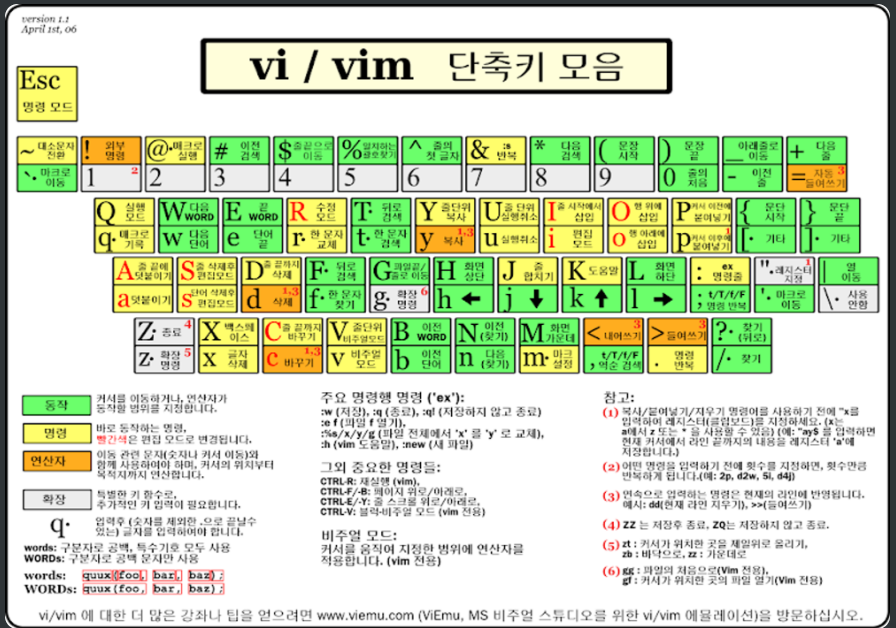 version 1.1
April 1st, 06
vi / vim 단축키 모음
Esc
명령 모드
~ 대소문자 전환
! 외부 명령
@· 매크로 실행
# 이전 검색
$ 줄끝으로 이동
% 일치하는 괄호찾기
^ 줄의 첫 글자
& :s 반복
* 다음 검색
( 문장 시작
) 문장 끝
_ 아래줄로 이동
+ 다음 줄
`· 마크로 이동
1 2
2
3
4
5
6
7
8
9
0 줄의 처음
- 이전 줄
= 자동 들여쓰기 3
Q 실행 모드
W 다음 WORD
E 끝 WORD
R 수정 모드
T· 뒤로 검색
Y 줄단위 복사
U 줄 단위 실행취소
I 줄 시작에서 삽입
O 행 위에 삽입
P 커서 이전에 붙여넣기
{ 문단 시작
} 문단 끝
q· 매크로 기록
w 다음 단어
e 단어 끝
r· 한 문자 교체
t· 한 문자 검색
y 복사 1,3
u 실행취소
i 편집 모드
o 행 아래에 삽입
p 커서 이후에 붙여넣기 1
[· 기타
]· 기타
A 줄 끝에 덧붙이기
S 줄 삭제후 편집모드
D 줄 끝까지 삭제
F· 뒤로 찾기
G 파일끝/ 줄로 이동
H 화면 상단
J 줄 합치기
K 도움말
L 화면 하단
: ex 명령줄
"· 레지스터 지정 1
| 열 이동
a 덧붙이기
s 단어 삭제후 편집모드
d 삭제 1,3
f· 한 문자 찾기
g· 확장 명령 6
h ←
j ↓
k ↑
l →
; t/T/f/F 명령 반복
'· 마크로 이동
\· 사용 안함
Z· 종료 4
X 백스페이스
C 줄 끝까지 바꾸기
V 줄단위 비주얼모드
B 이전 WORD
N 이전 (찾기)
M 화면 가운데
< 내어쓰기 3
> 들여쓰기 3
?· 찾기 (뒤로)
z· 확장 명령 5
x 글자 삭제
c 바꾸기 1,3
v 비주얼 모드
b 이전 단어
n 다음 (찾기)
m· 마크 설정
, t/T/f/F 역순 검색
. 명령 반복
/· 찾기
동작 커서를 이동하거나, 연산자가
동작할 범위를 지정합니다.
명령 바로 동작하는 명령,
빨간색은 편집 모드로 변경됩니다.
연산자 이동 관련 문자(숫자나 커서 이동)와
함께 사용하여야 하며, 커서의 위치부터
목적지까지 연산합니다.
확장 특별한 키 함수로,
추가적인 키 입력이 필요합니다.
q· 입력후 (숫자를 제외한 .으로 끝날수
있는) 글자를 입력하여야 합니다.
words: 구분자로 공백, 특수기호 모두 사용
WORDs: 구분자로 공백 문자만 사용
words: quux(foo, bar, baz);
WORDs: quux(foo, bar, baz);
주요 명령행 명령 ('ex'):
:w (저장), :q (종료), :q! (저장하지 않고 종료)
:e f (파일 f 열기),
:%s/x/y/g (파일 전체에서 'x' 를 'y' 로 교체),
:h (vim 도움말), :new (새 파일)
그외 중요한 명령들:
CTRL-R: 재실행 (vim),
CTRL-F/-B: 페이지 위로/아래로,
CTRL-E/-Y: 줄 스크롤 위로/아래로,
CTRL-V: 블럭-비주얼 모드 (vim 전용)
비주얼 모드:
커서를 움직여 지정한 범위에 연산자를
적용합니다. (vim 전용)
참고:
(1) 복사/붙여넣기/지우기 명령어를 사용하기 전에 "x를
입력하여 레지스터(클립보드)를 지정하세요. (x는
a에서 z 또는 * 을 사용할 수 있음) (예: "ay$ 를 입력하면
현재 커서에서 라인 끝까지의 내용을 레지스터 'a'에
저장합니다.)
(2) 어떤 명령을 입력하기 전에 횟수를 지정하면, 횟수만큼
반복하게 됩니다.(예: 2p, d2w, 5i, d4j)
(3) 연속으로 입력하는 명령은 현재의 라인에 반영됩니다.
예시: dd(현재 라인 지우기), >>(들여쓰기)
(4) ZZ 는 저장후 종료, ZQ는 저장하지 않고 종료.
(5) zt : 커서가 위치한 곳을 제일위로 올리기,
zb : 바닥으로, zz : 가운데로
(6) gg : 파일의 처음으로(Vim 전용),
gf : 커서가 위치한 곳의 파일 열기(Vim 전용)
vi/vim 에 대한 더 많은 강좌나 팁을 얻으려면 www.viemu.com (ViEmu, MS 비주얼 스튜디오를 위한 vi/vim 에뮬레이션)을 방문하십시오.